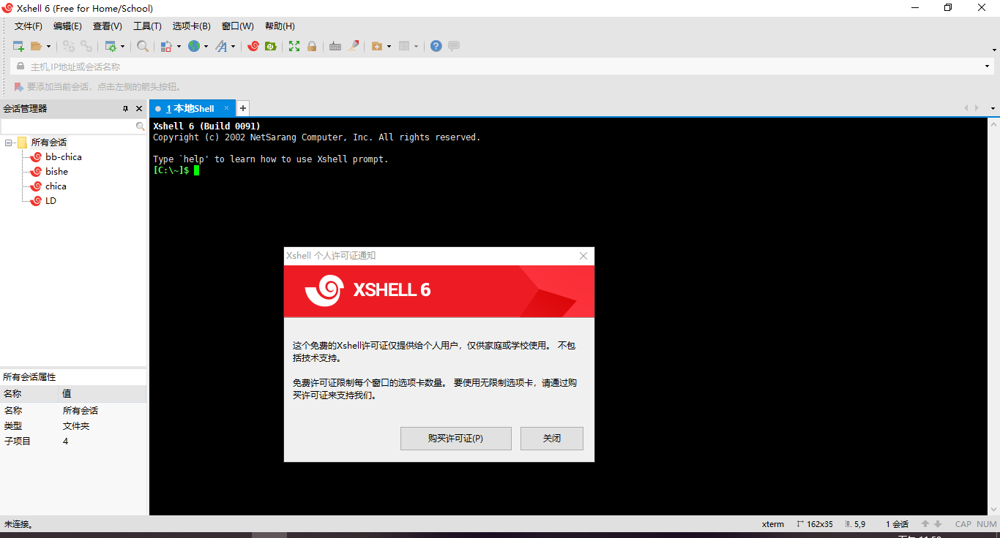 Xshell 6 (Free for Home/School)
文件(F) 编辑(E) 查看(V) 工具(T) 选项卡(B) 窗口(W) 帮助(H)
主机,IP地址或会话名称
要添加当前会话，点击左侧的箭头按钮。
会话管理器
1 本地Shell
所有会话
bb-chica
bishe
chica
LD
Xshell 6 (Build 0091)
Copyright (c) 2002 NetSarang Computer, Inc. All rights reserved.
Type `help' to learn how to use Xshell prompt.
[C:\~]$
Xshell 个人许可证通知
XSHELL 6
这个免费的Xshell许可证仅提供给个人用户，仅供家庭或学校使用。 不包
括技术支持。
免费许可证限制每个窗口的选项卡数量。 要使用无限制选项卡，请通过购
买许可证来支持我们。
购买许可证(P) 关闭
所有会话属性
名称 值
名称 所有会话
类型 文件夹
子项目 4
未连接。 xterm 162x35 5,9 1 会话 CAP NUM